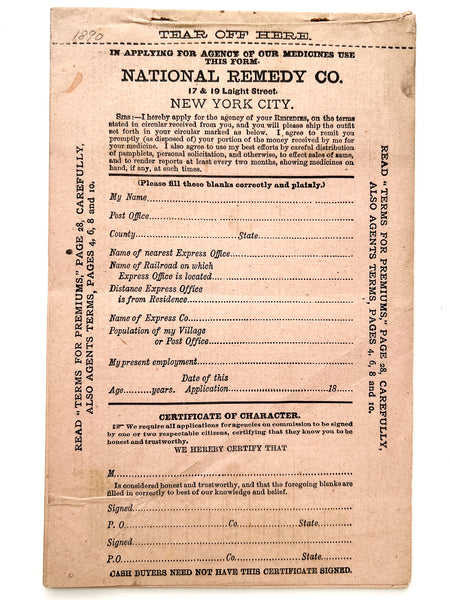 1890
TEAR OFF HERE.
IN APPLYING FOR AGENCY OF OUR MEDICINES USE
THIS FORM.
NATIONAL REMEDY CO.
17 & 19 Laight Street.
NEW YORK CITY.
SIRS:—I hereby apply for the agency of your REMEDIES, on the terms
stated in circular received from you, and you will please ship the outfit
set forth in your circular marked as below. I agree to remit you
promptly (as disposed of) your portion of the money received by me for
your medicine. I also agree to use my best efforts by careful distribution
of pamphlets, personal solicitation, and otherwise, to effect sales of same,
and to render reports at least every two months, showing medicines on
hand, if any, at such times.
(Please fill these blanks correctly and plainly.)
My Name
Post Office
County State
Name of nearest Express Office
Name of Railroad on which
Express Office is located
Distance Express Office
is from Residence
Name of Express Co.
Population of my Village
or Post Office
My present employment
Date of this
Age years. Application 18
CERTIFICATE OF CHARACTER.
☞ We require all applications for agencies on commission to be signed
by one or two respectable citizens, certifying that they know you to be
honest and trustworthy.
WE HEREBY CERTIFY THAT
M
Is considered honest and trustworthy, and that the foregoing blanks are
filled in correctly to best of our knowledge and belief.
Signed
P. O. Co. State
Signed
P.O. Co. State
CASH BUYERS NEED NOT HAVE THIS CERTIFICATE SIGNED.
READ "TERMS FOR PREMIUMS," PAGE 28, CAREFULLY,
ALSO AGENTS TERMS, PAGES 4, 6, 8 and 10.
READ "TERMS FOR PREMIUMS," PAGE 28, CAREFULLY,
ALSO AGENTS TERMS, PAGES 4, 6, 8 and 10.